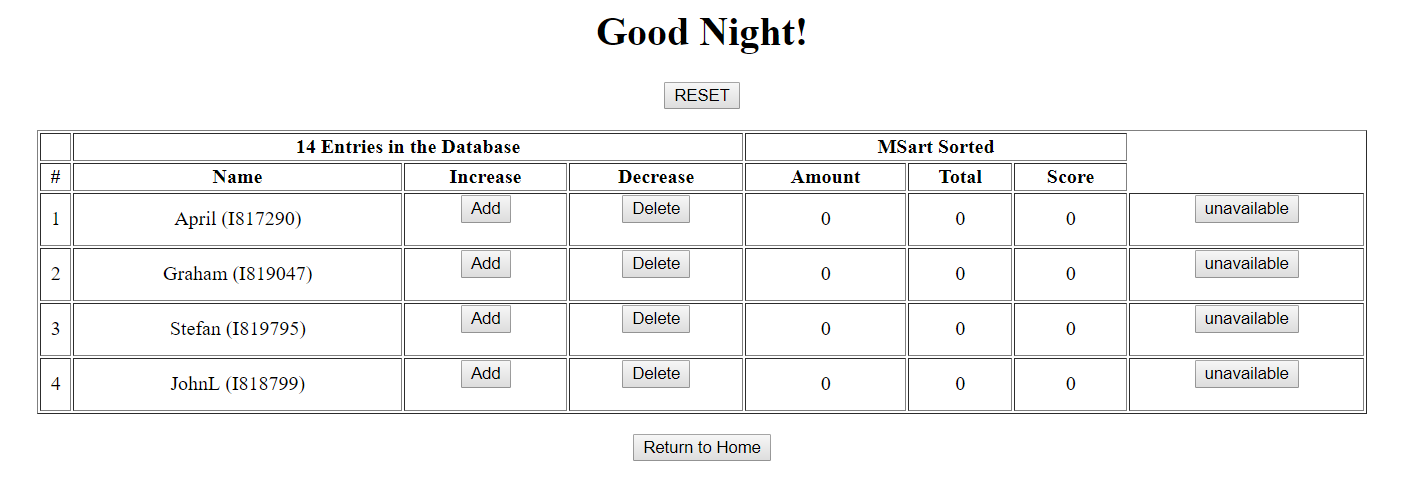 Good Night!
RESET
14 Entries in the Database MSart Sorted
# Name Increase Decrease Amount Total Score
1 April (I817290) Add Delete 0 0 0 unavailable
2 Graham (I819047) Add Delete 0 0 0 unavailable
3 Stefan (I819795) Add Delete 0 0 0 unavailable
4 JohnL (I818799) Add Delete 0 0 0 unavailable
Return to Home